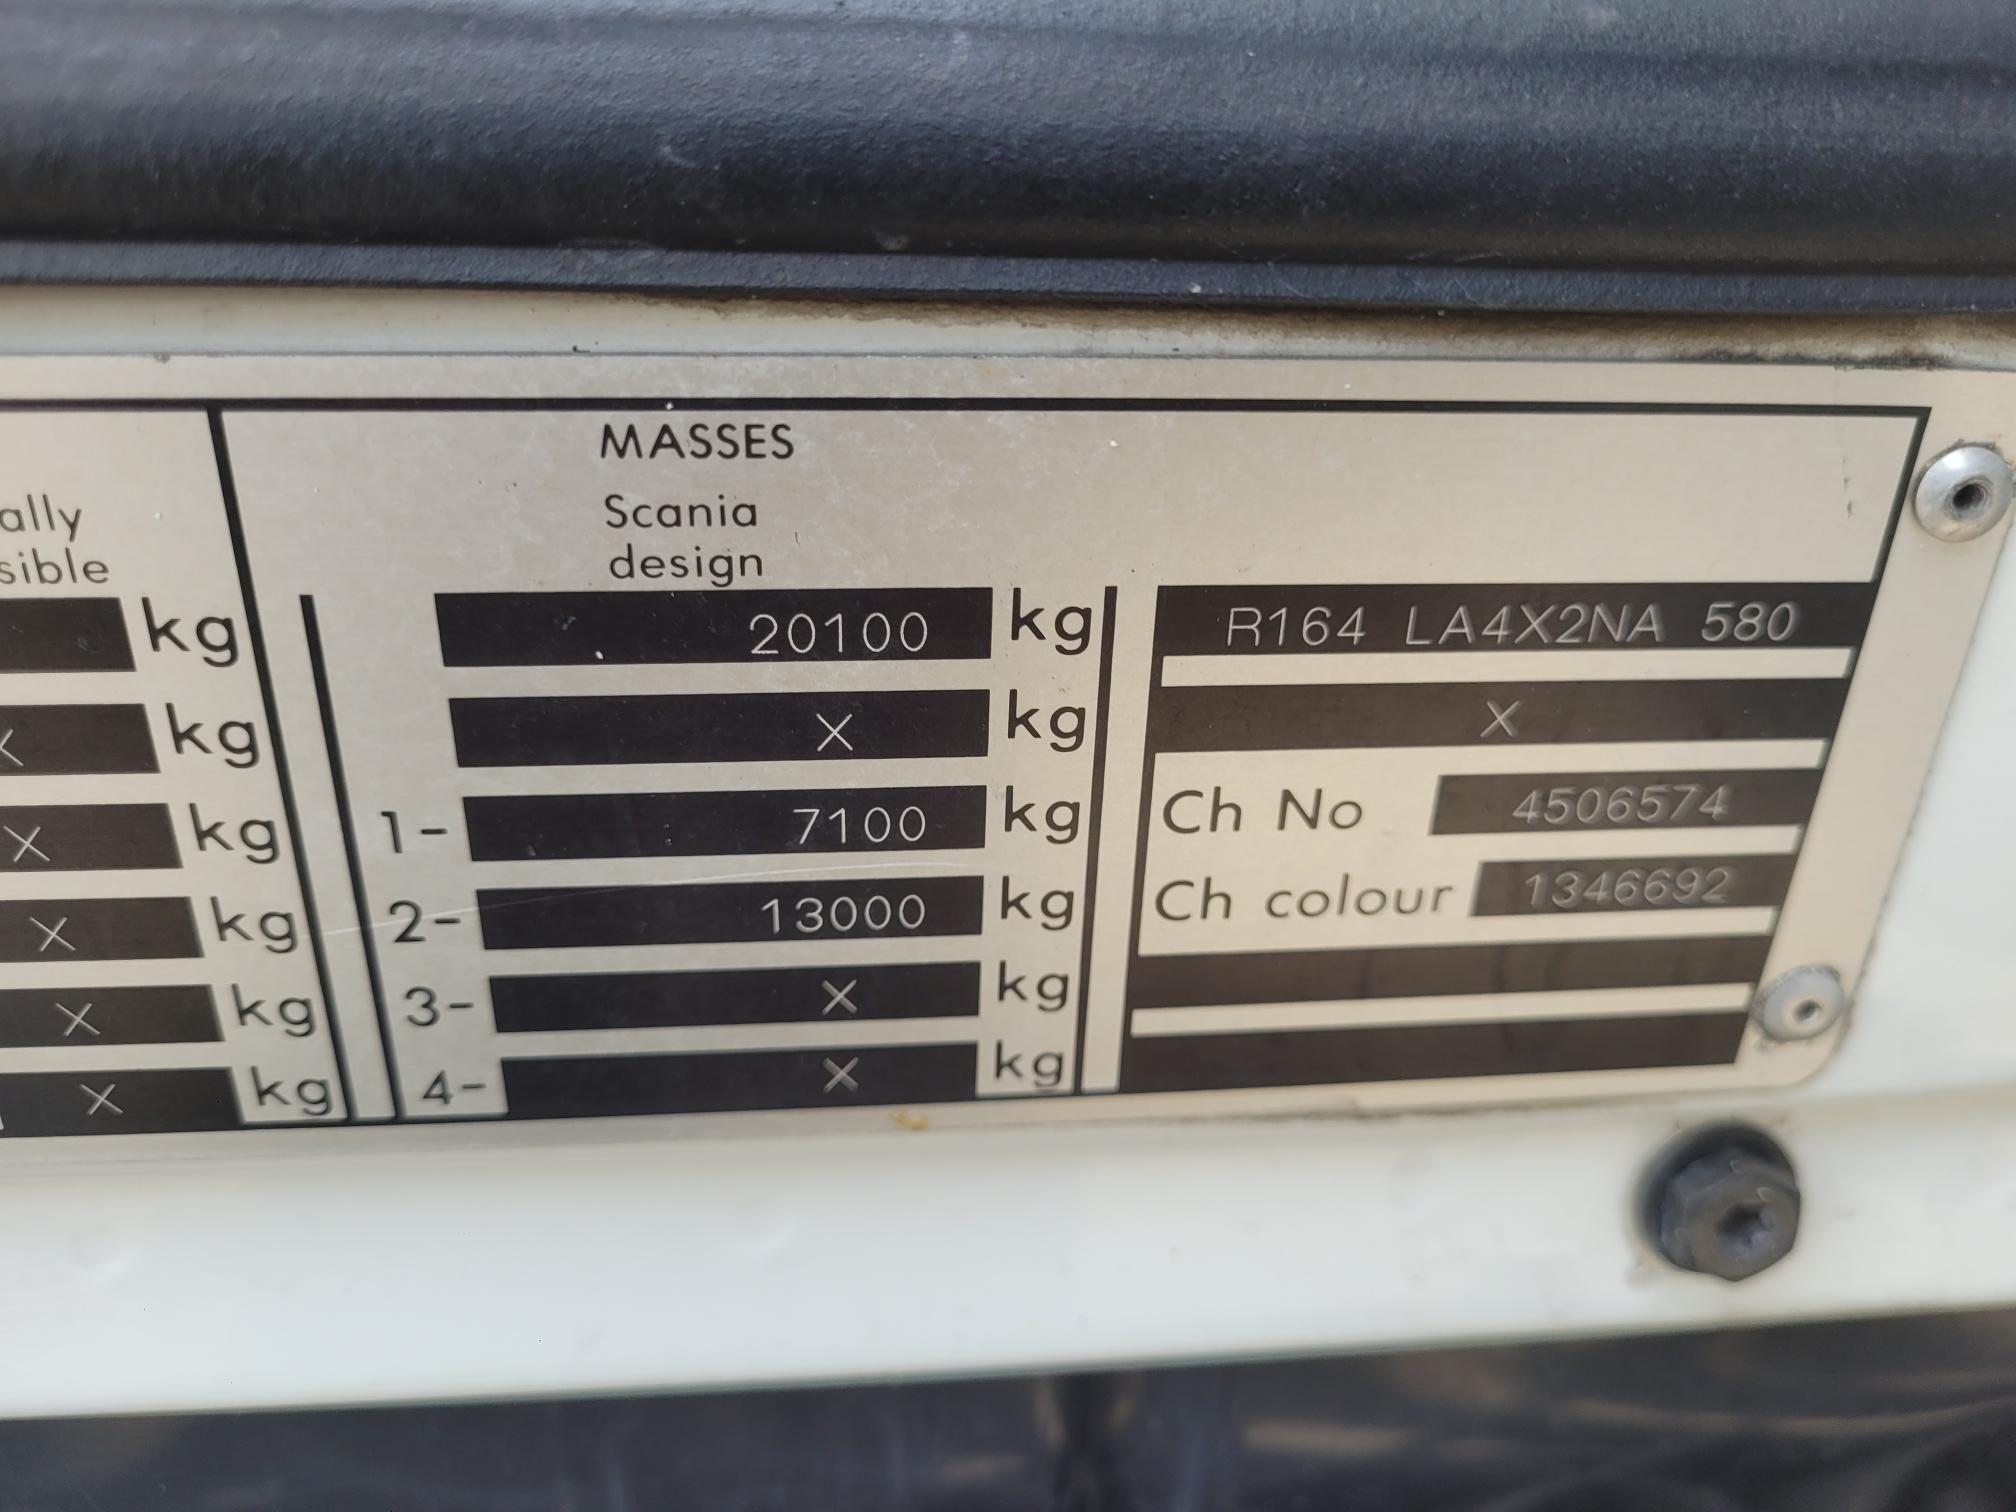 MASSES
ally
sible
Scania
design
kg
20100 kg
R164 LA4X2NA 580
X kg
X kg
X
X kg
1- 7100 kg
Ch No 4506574
X kg
2- 13000 kg
Ch colour 1346692
X kg
3- X kg
X kg
4- X kg